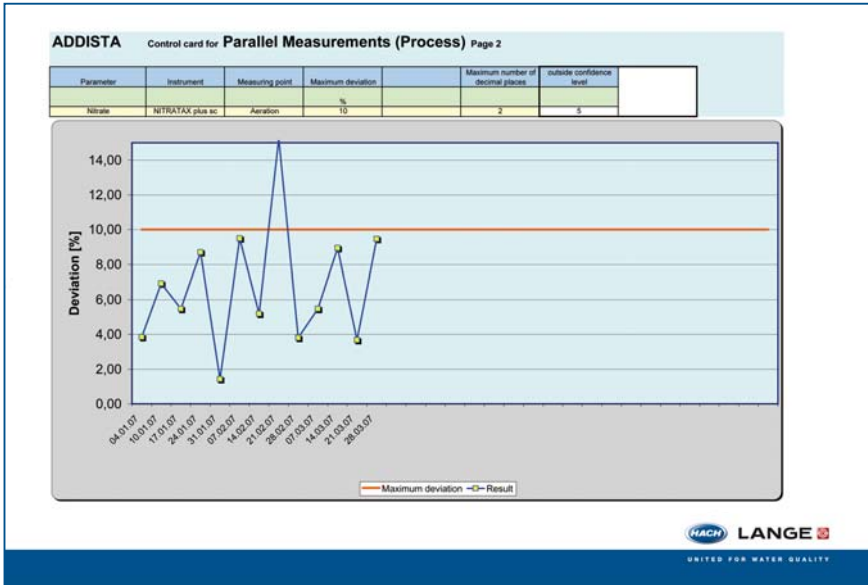 ADDISTA Control card for Parallel Measurements (Process) Page 2
Parameter Instrument Measuring point Maximum deviation Maximum number of decimal places outside confidence level
%
Nitrate NITRATAX plus sc Aeration 10 2 5
14,00
12,00
10,00
8,00
6,00
4,00
2,00
0,00
Deviation [%]
04.01.07 10.01.07 17.01.07 24.01.07 31.01.07 07.02.07 14.02.07 21.02.07 28.02.07 07.03.07 14.03.07 21.03.07 28.03.07
Maximum deviation Result
HACH LANGE
UNITED FOR WATER QUALITY